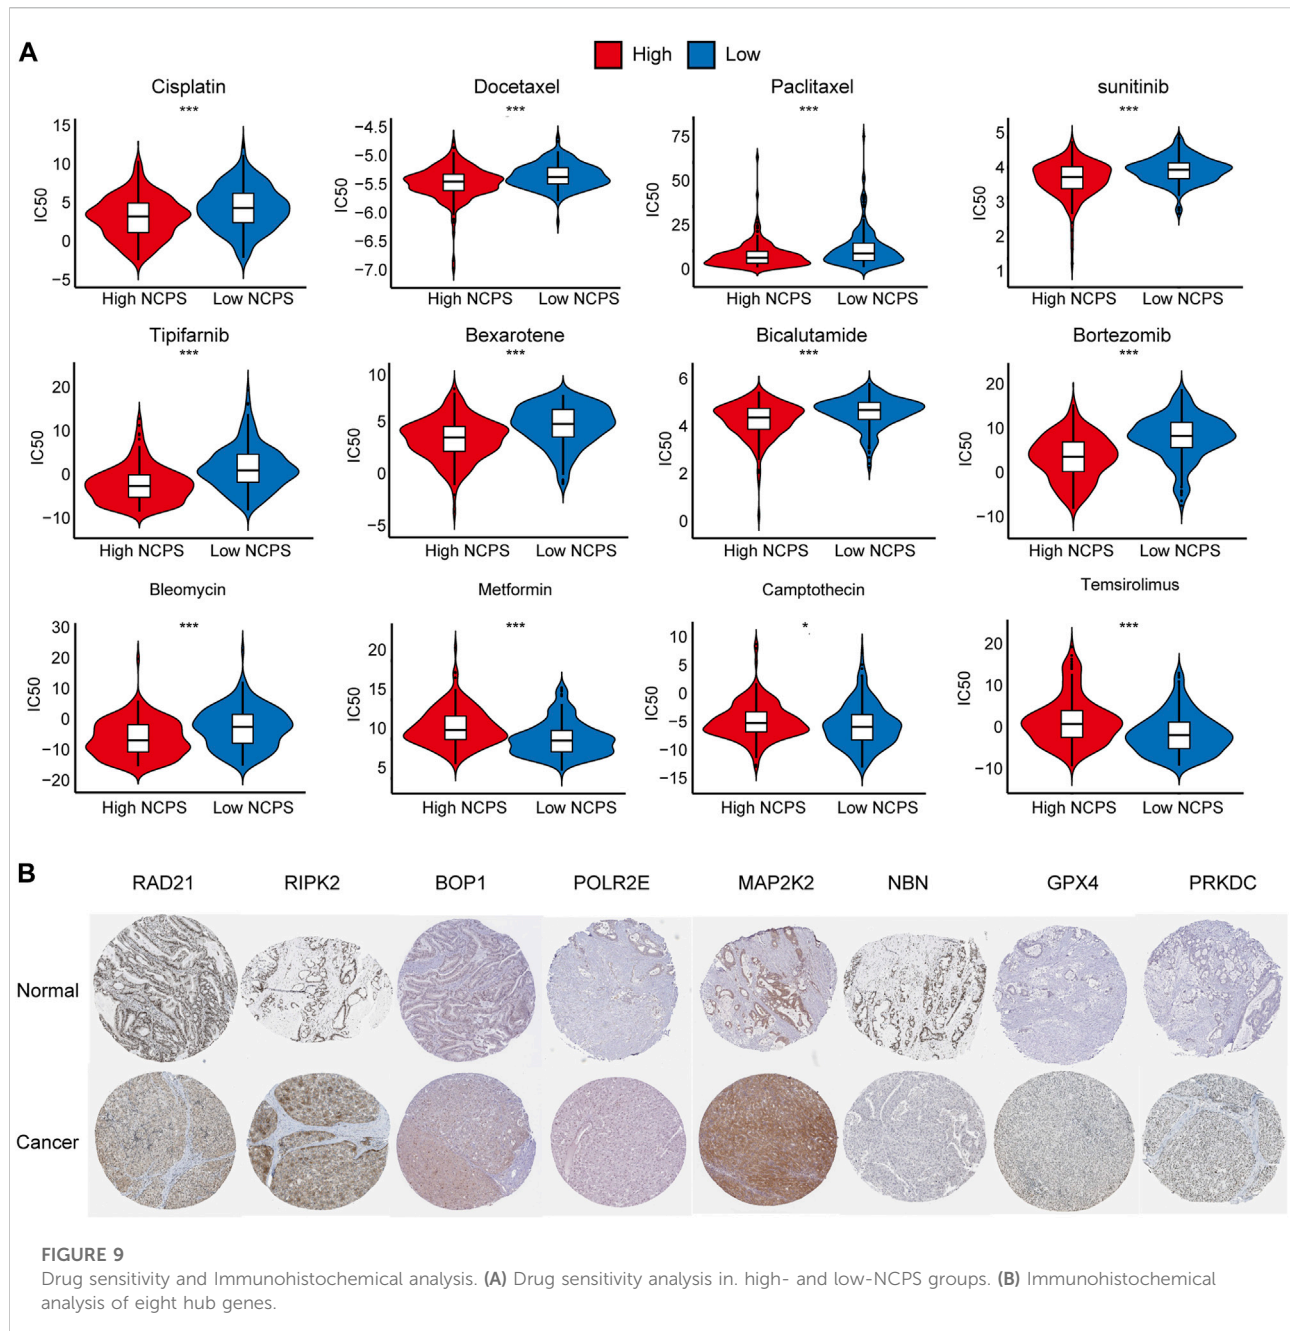 A
High Low
Cisplatin Docetaxel Paclitaxel sunitinib
*** *** *** ***
IC50 15 10 5 0 −5
IC50 −4.5 −5.0 −5.5 −6.0 −6.5 −7.0
IC50 75 50 25 0
IC50 5 4 3 2 1
High NCPS Low NCPS High NCPS Low NCPS High NCPS Low NCPS High NCPS Low NCPS
Tipifarnib Bexarotene Bicalutamide Bortezomib
*** *** *** ***
IC50 20 10 0 −10
IC50 10 5 0 −5
IC50 6 4 2 0
IC50 20 10 0 −10
High NCPS Low NCPS High NCPS Low NCPS High NCPS Low NCPS High NCPS Low NCPS
Bleomycin Metformin Camptothecin Temsirolimus
*** *** * ***
IC50 30 20 10 0 −10 −20
IC50 20 15 10 5
IC50 10 5 0 −5 −10 −15
IC50 20 10 0 −10
High NCPS Low NCPS High NCPS Low NCPS High NCPS Low NCPS High NCPS Low NCPS
B
RAD21 RIPK2 BOP1 POLR2E MAP2K2 NBN GPX4 PRKDC
Normal
Cancer
FIGURE 9
Drug sensitivity and Immunohistochemical analysis. (A) Drug sensitivity analysis in. high- and low-NCPS groups. (B) Immunohistochemical
analysis of eight hub genes.